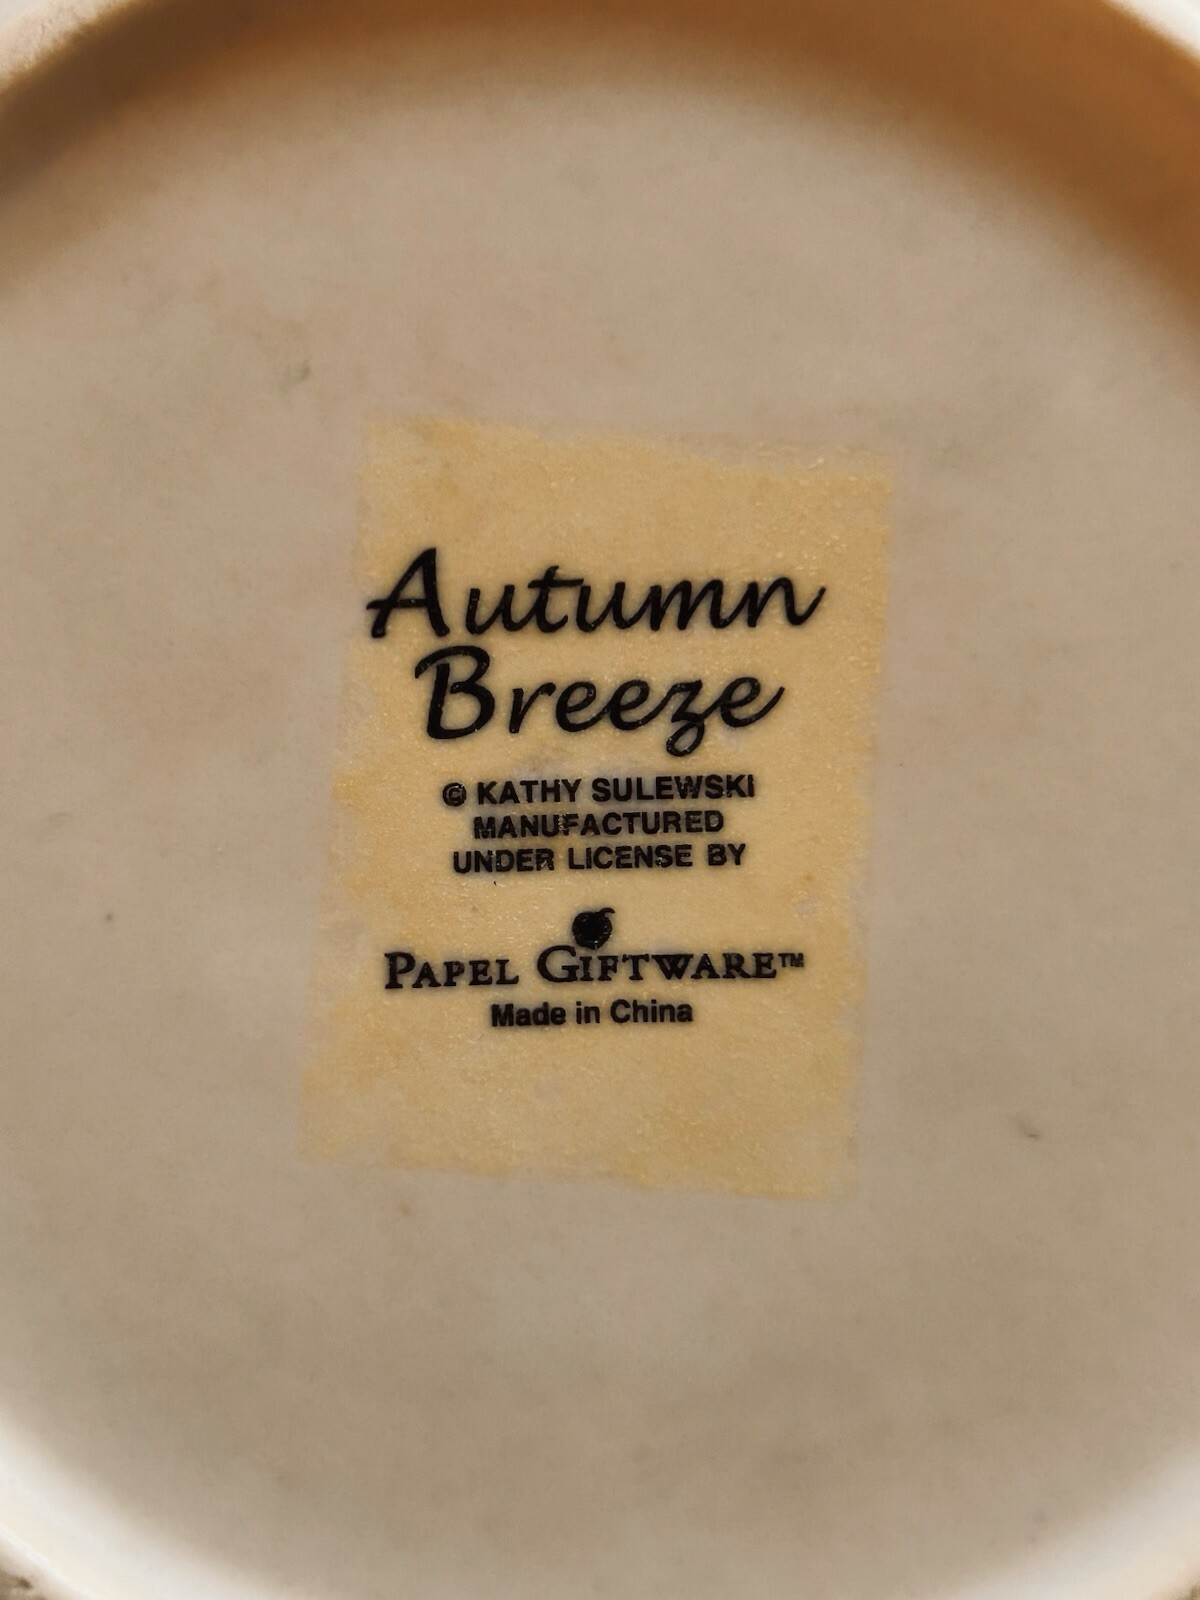 Autumn
Breeze
© KATHY SULEWSKI
MANUFACTURED
UNDER LICENSE BY
PAPEL GIFTWARE™
Made in China